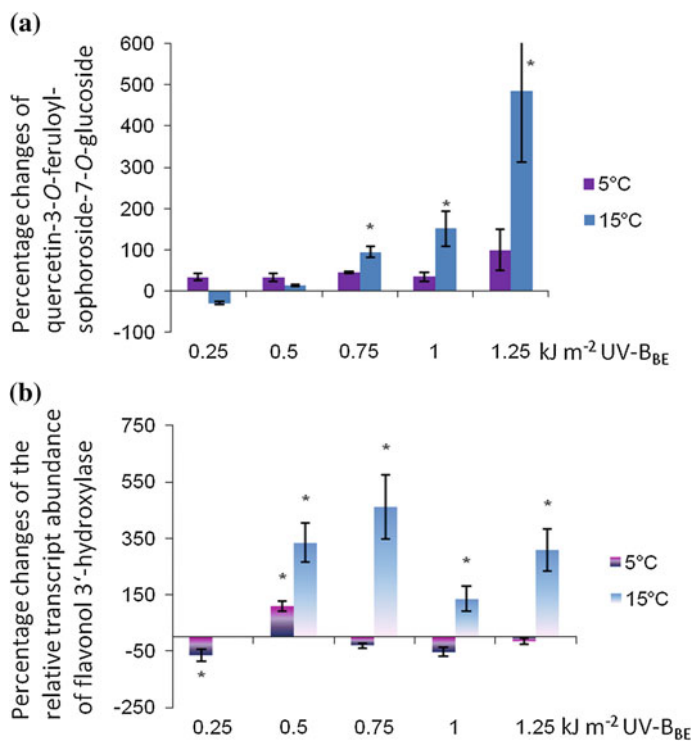 (a)
Percentage changes of
quercetin-3-O-feruloyl-
sophoroside-7-O-glucoside
600
500
400
300
200
100
0
-100
*
*
*
5°C
15°C
0.25 0.5 0.75 1 1.25 kJ m⁻² UV-B_BE
(b)
Percentage changes of the
relative transcript abundance
of flavonol 3‘-hydroxylase
750
550
350
150
-50
-250
*
*
*
*
*
*
5°C
15°C
0.25 0.5 0.75 1 1.25 kJ m⁻² UV-B_BE